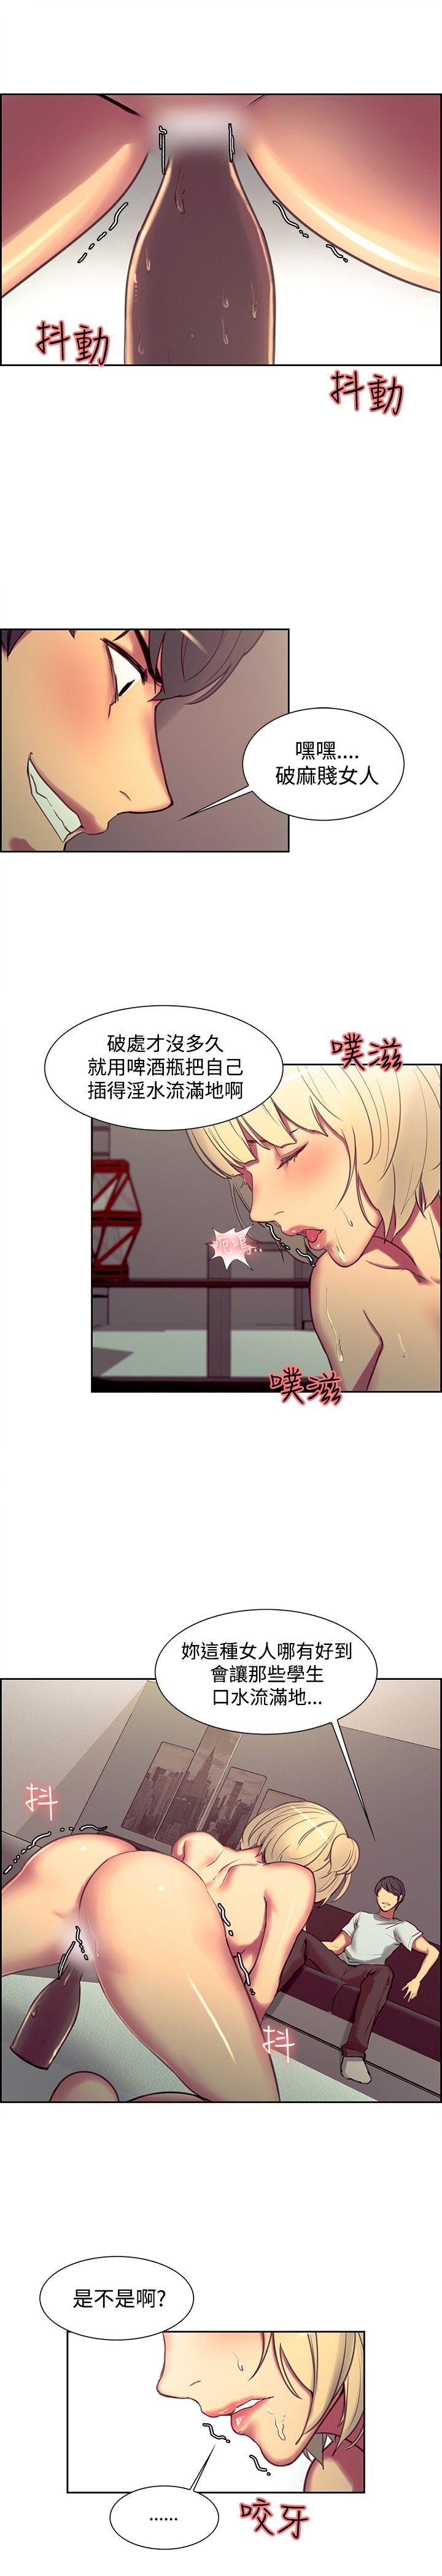 抖動
抖動
嘿嘿....
破麻賤女人
破處才沒多久
就用啤酒瓶把自己
插得淫水流滿地啊
噗滋
呃嗚..
噗滋
妳這種女人哪有好到
會讓那些學生
口水流滿地...
抖
抖
是不是啊?
......
咬牙